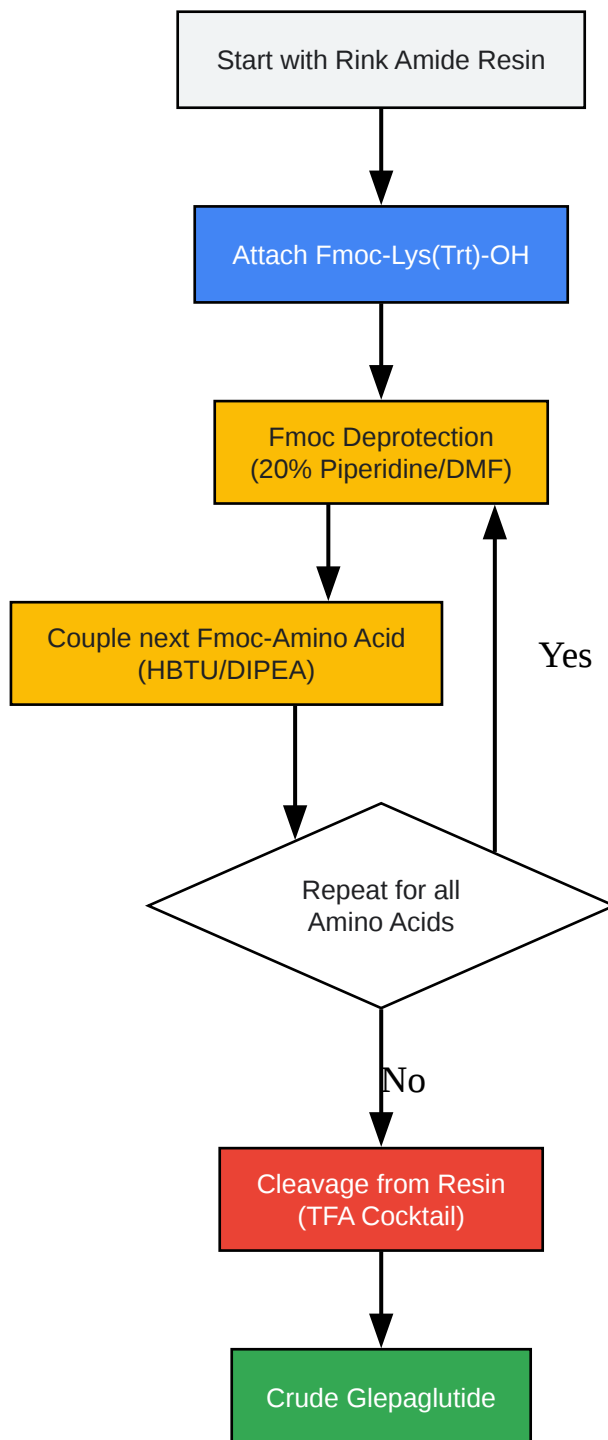 Start with Rink Amide Resin
Attach Fmoc-Lys(Trt)-OH
Fmoc Deprotection
(20% Piperidine/DMF)
Couple next Fmoc-Amino Acid
(HBTU/DIPEA)
Yes
Repeat for all
Amino Acids
No
Cleavage from Resin
(TFA Cocktail)
Crude Glepaglutide